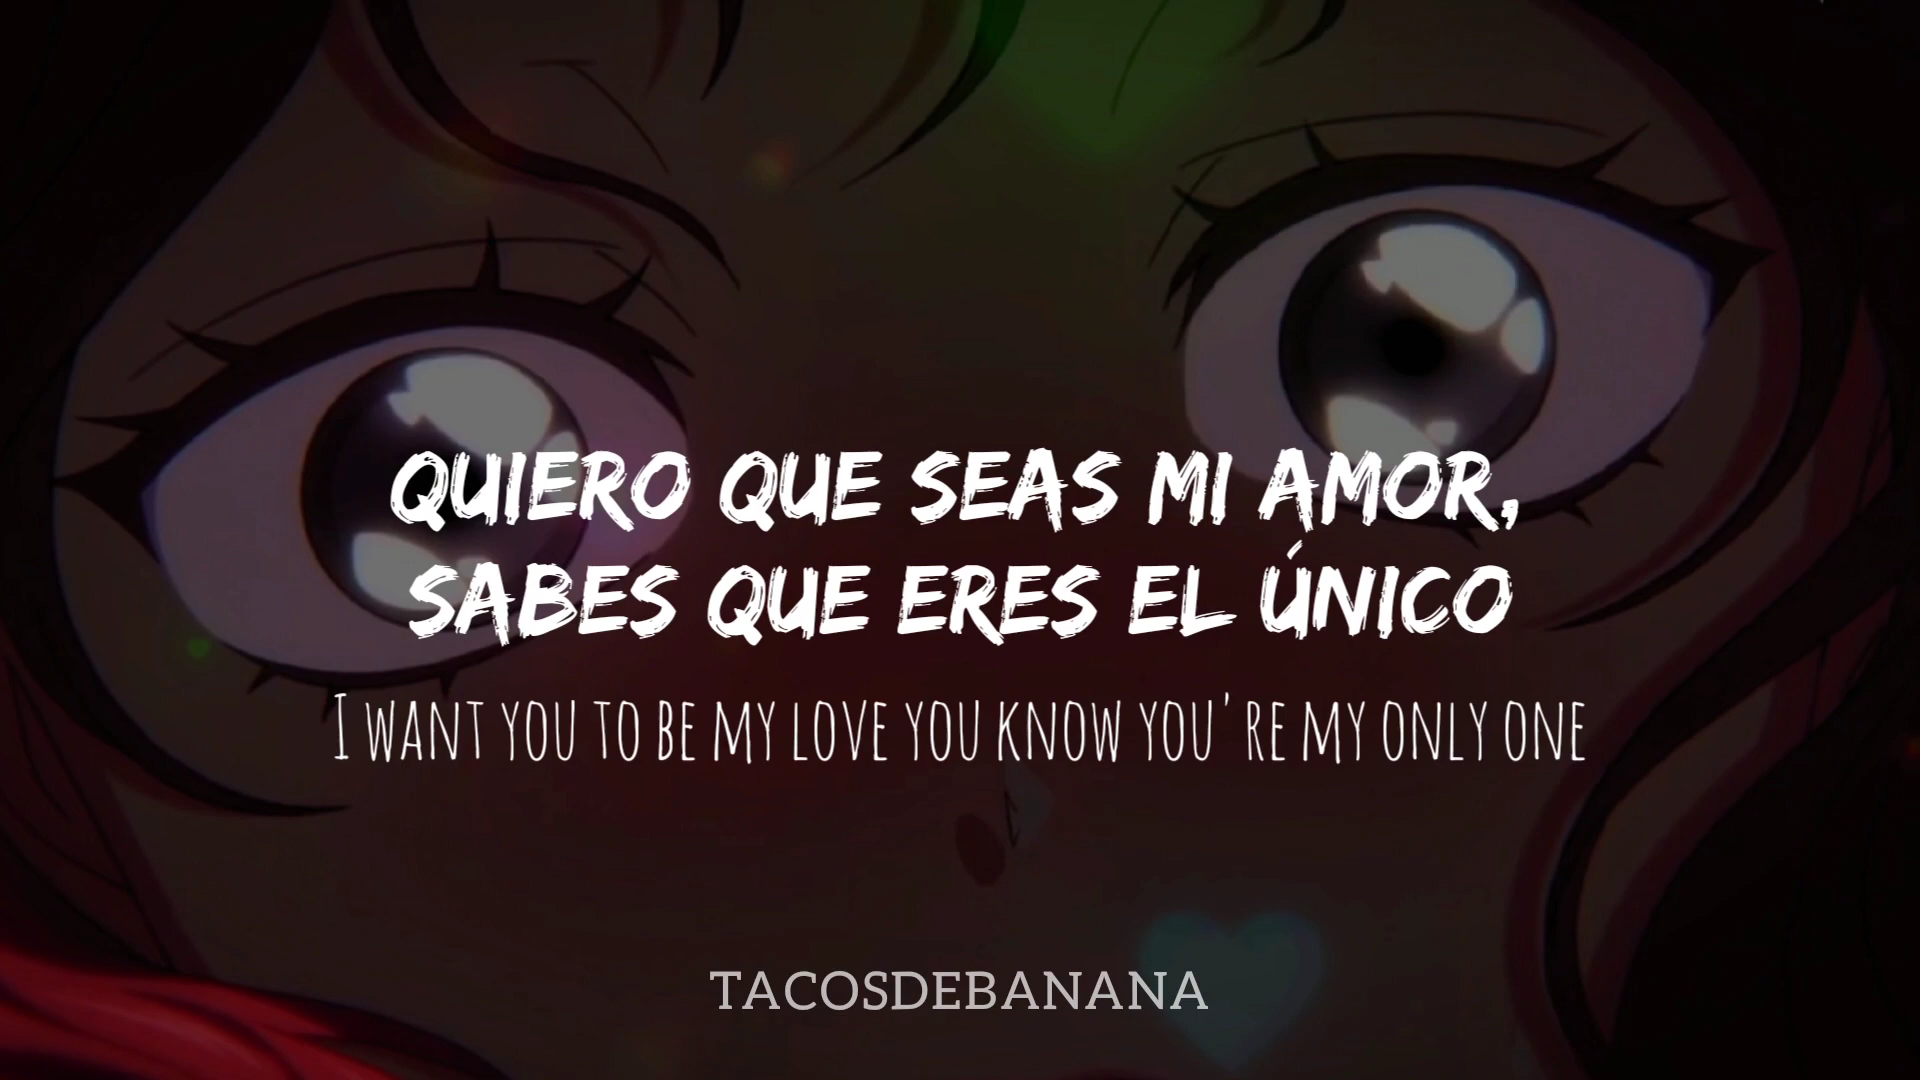 QUIERO QUE SEAS MI AMOR,
SABES QUE ERES EL ÚNICO
I WANT YOU TO BE MY LOVE YOU KNOW YOU'RE MY ONLY ONE
TACOSDEBANANA